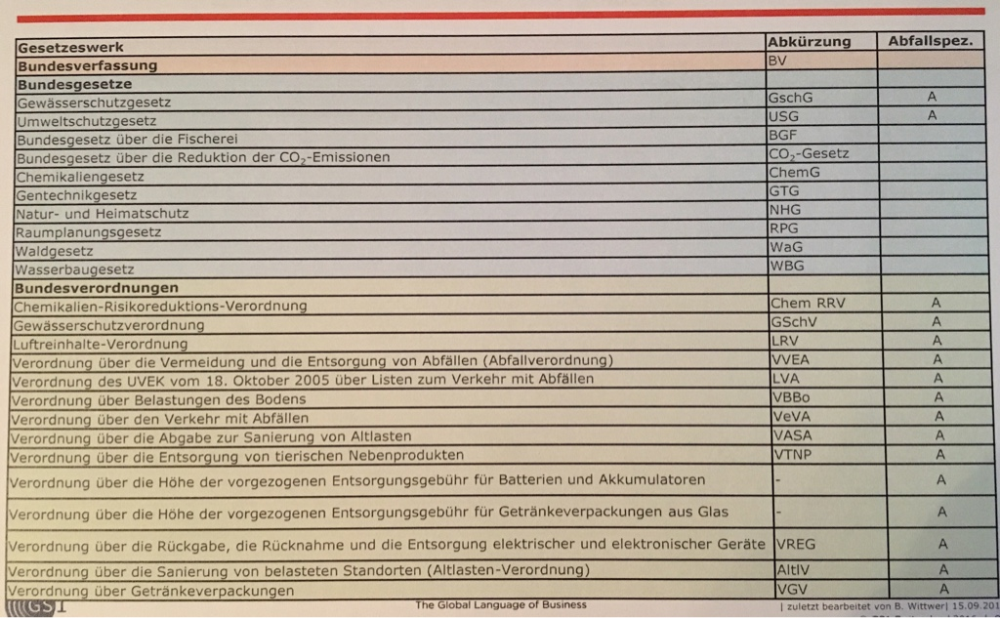 Gesetzeswerk Abkürzung Abfallspez.
Bundesverfassung BV
Bundesgesetze
Gewässerschutzgesetz GschG A
Umweltschutzgesetz USG A
Bundesgesetz über die Fischerei BGF
Bundesgesetz über die Reduktion der CO₂-Emissionen CO₂-Gesetz
Chemikaliengesetz ChemG
Gentechnikgesetz GTG
Natur- und Heimatschutz NHG
Raumplanungsgesetz RPG
Waldgesetz WaG
Wasserbaugesetz WBG
Bundesverordnungen
Chemikalien-Risikoreduktions-Verordnung Chem RRV A
Gewässerschutzverordnung GSchV A
Luftreinhalte-Verordnung LRV A
Verordnung über die Vermeidung und die Entsorgung von Abfällen (Abfallverordnung) VVEA A
Verordnung des UVEK vom 18. Oktober 2005 über Listen zum Verkehr mit Abfällen LVA A
Verordnung über Belastungen des Bodens VBBo A
Verordnung über den Verkehr mit Abfällen VeVA A
Verordnung über die Abgabe zur Sanierung von Altlasten VASA A
Verordnung über die Entsorgung von tierischen Nebenprodukten VTNP A
Verordnung über die Höhe der vorgezogenen Entsorgungsgebühr für Batterien und Akkumulatoren - A
Verordnung über die Höhe der vorgezogenen Entsorgungsgebühr für Getränkeverpackungen aus Glas - A
Verordnung über die Rückgabe, die Rücknahme und die Entsorgung elektrischer und elektronischer Geräte VREG A
Verordnung über die Sanierung von belasteten Standorten (Altlasten-Verordnung) AltlV A
Verordnung über Getränkeverpackungen VGV A
GS1 The Global Language of Business | zuletzt bearbeitet von B. Wittwer| 15.09.201